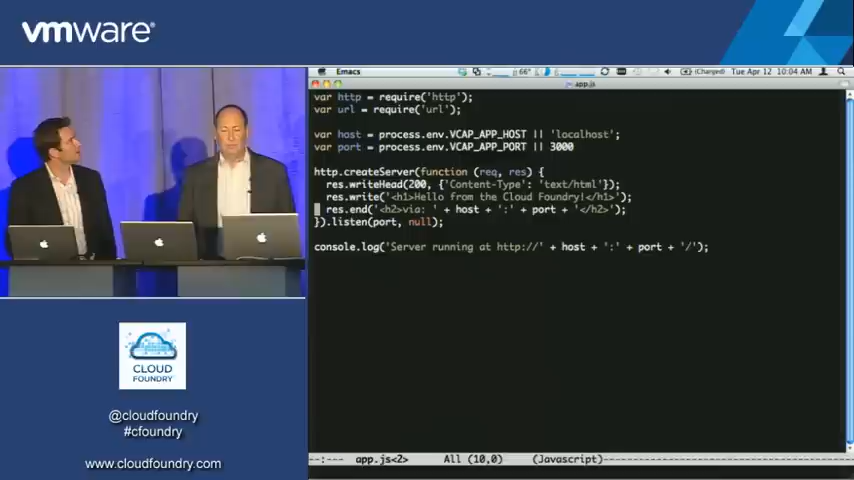 vmware®
Emacs
66°
(Charged)
Tue Apr 12
10:04 AM
app.js
var http = require('http');
var url = require('url');
var host = process.env.VCAP_APP_HOST || 'localhost';
var port = process.env.VCAP_APP_PORT || 3000
http.createServer(function (req, res) {
res.writeHead(200, {'Content-Type': 'text/html'});
res.write('<h1>Hello from the Cloud Foundry!</h1>');
res.end('<h2>via: ' + host + ':' + port + '</h2>');
}).listen(port, null);
console.log('Server running at http://' + host + ':' + port + '/');
CLOUD
FOUNDRY
@cloudfoundry
#cfoundry
www.cloudfoundry.com
--:--- app.js<2> All (10,0) (Javascript)